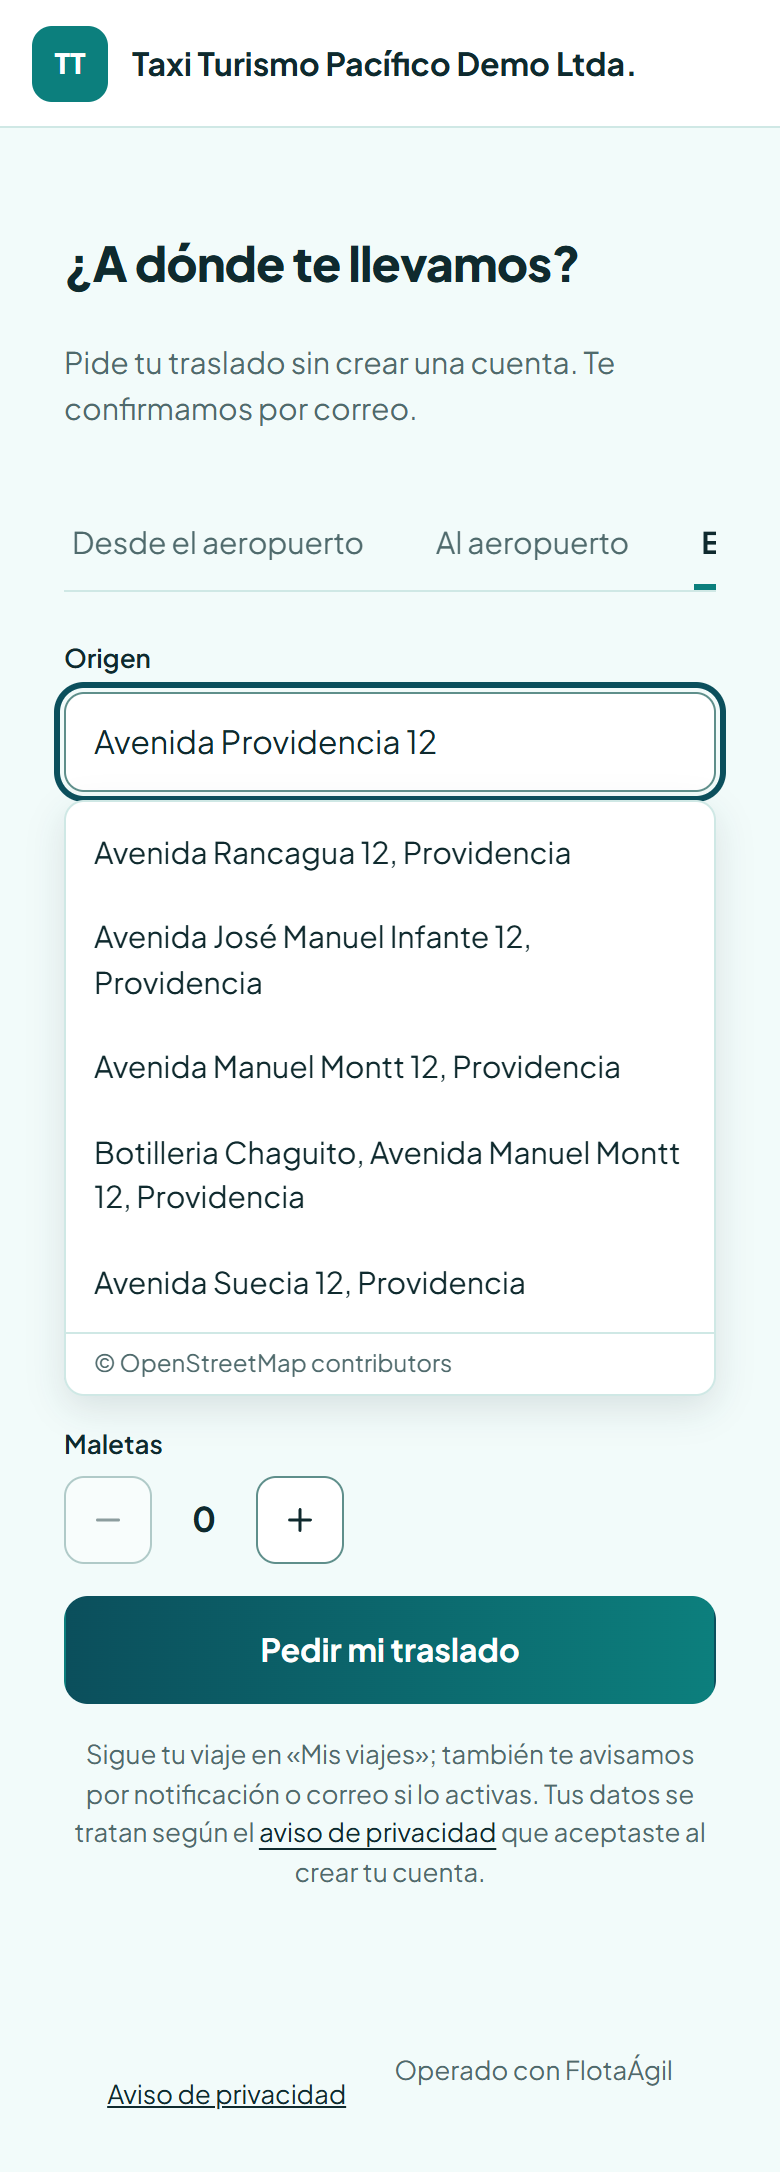 TT
Taxi Turismo Pacífico Demo Ltda.
¿A dónde te llevamos?
Pide tu traslado sin crear una cuenta. Te
confirmamos por correo.
Desde el aeropuerto Al aeropuerto E
Origen
Avenida Providencia 12
Avenida Rancagua 12, Providencia
Avenida José Manuel Infante 12,
Providencia
Avenida Manuel Montt 12, Providencia
Botilleria Chaguito, Avenida Manuel Montt
12, Providencia
Avenida Suecia 12, Providencia
© OpenStreetMap contributors
Maletas
− 0 +
Pedir mi traslado
Sigue tu viaje en «Mis viajes»; también te avisamos
por notificación o correo si lo activas. Tus datos se
tratan según el aviso de privacidad que aceptaste al
crear tu cuenta.
Aviso de privacidad
Operado con FlotaÁgil